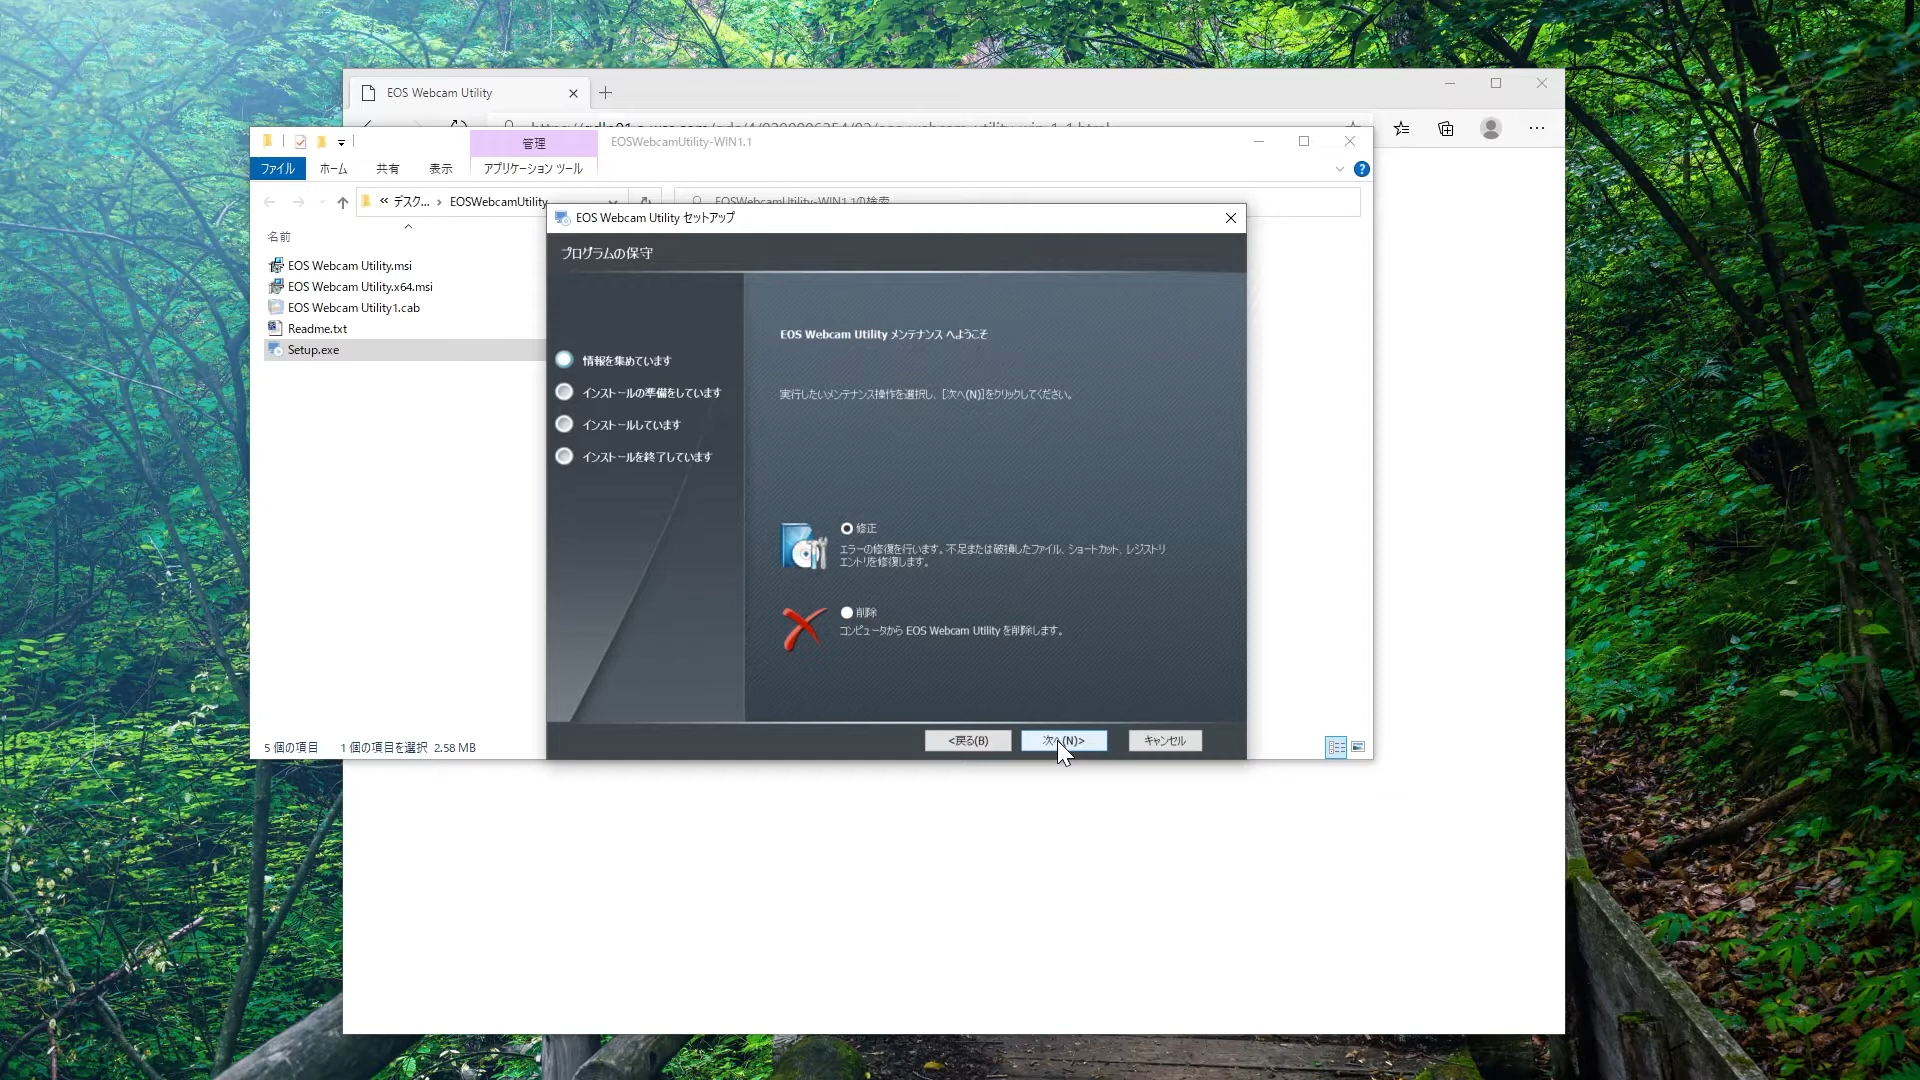 EOS Webcam Utility
管理
EOSWebcamUtility-WIN1.1
ファイル
ホーム
共有
表示
アプリケーション ツール
« デスク... › EOSWebcamUtility-
EOSWebcamUtility-WIN1.1の検索
名前
EOS Webcam Utility.msi
EOS Webcam Utility.x64.msi
EOS Webcam Utility1.cab
Readme.txt
Setup.exe
5 個の項目
1 個の項目を選択 2.58 MB
EOS Webcam Utility セットアップ
プログラムの保守
情報を集めています
インストールの準備をしています
インストールしています
インストールを終了しています
EOS Webcam Utility メンテナンス へようこそ
実行したいメンテナンス操作を選択し、[次へ(N)]をクリックしてください。
修正
エラーの修復を行います。不足または破損したファイル、ショートカット、レジストリ
エントリを修復します。
削除
コンピュータから EOS Webcam Utility を削除します。
<戻る(B)
次へ(N)>
キャンセル